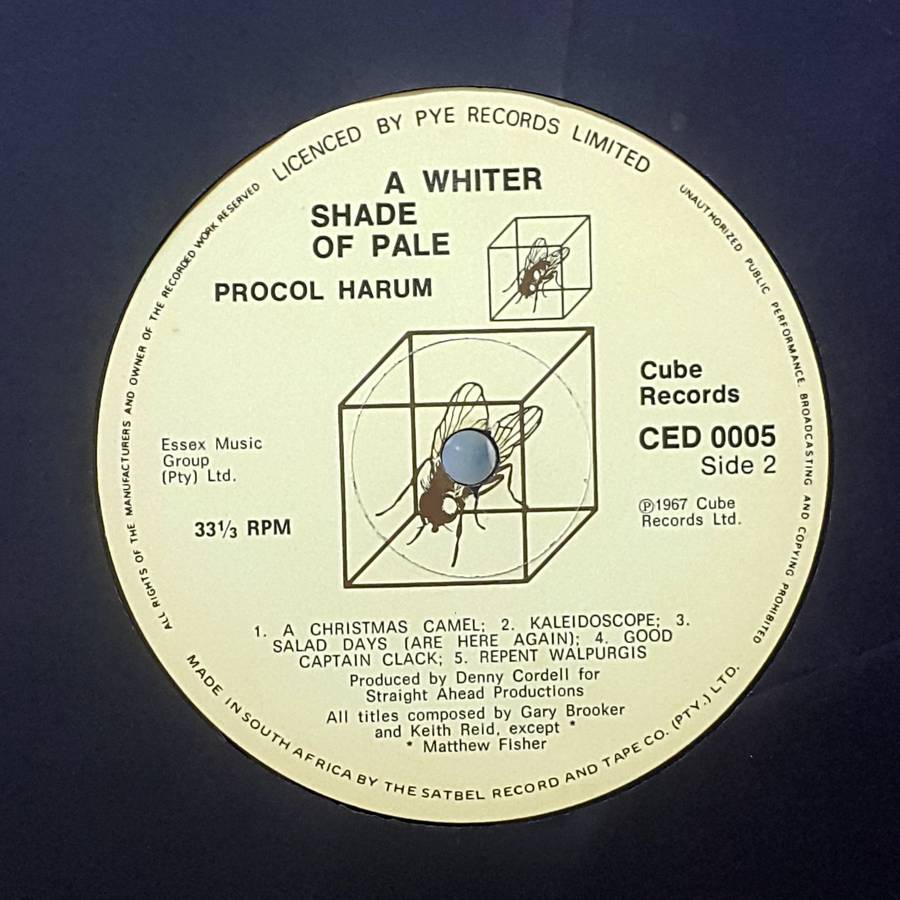 LICENCED BY PYE RECORDS LIMITED
A WHITER
SHADE
OF PALE
PROCOL HARUM
Cube
Records
CED 0005
Side 2
Essex Music
Group
(Pty) Ltd.
33⅓ RPM
Ⓟ1967 Cube
Records Ltd.
1. A CHRISTMAS CAMEL; 2. KALEIDOSCOPE; 3.
SALAD DAYS (ARE HERE AGAIN); 4. GOOD
CAPTAIN CLACK; 5. REPENT WALPURGIS
Produced by Denny Cordell for
Straight Ahead Productions
All titles composed by Gary Brooker
and Keith Reid, except *
* Matthew Fisher
ALL RIGHTS OF THE MANUFACTURERS AND OWNER OF THE RECORDED WORK RESERVED
UNAUTHORIZED PUBLIC PERFORMANCE, BROADCASTING AND COPYING PROHIBITED
MADE IN SOUTH AFRICA BY THE SATBEL RECORD AND TAPE CO. (PTY.) LTD.